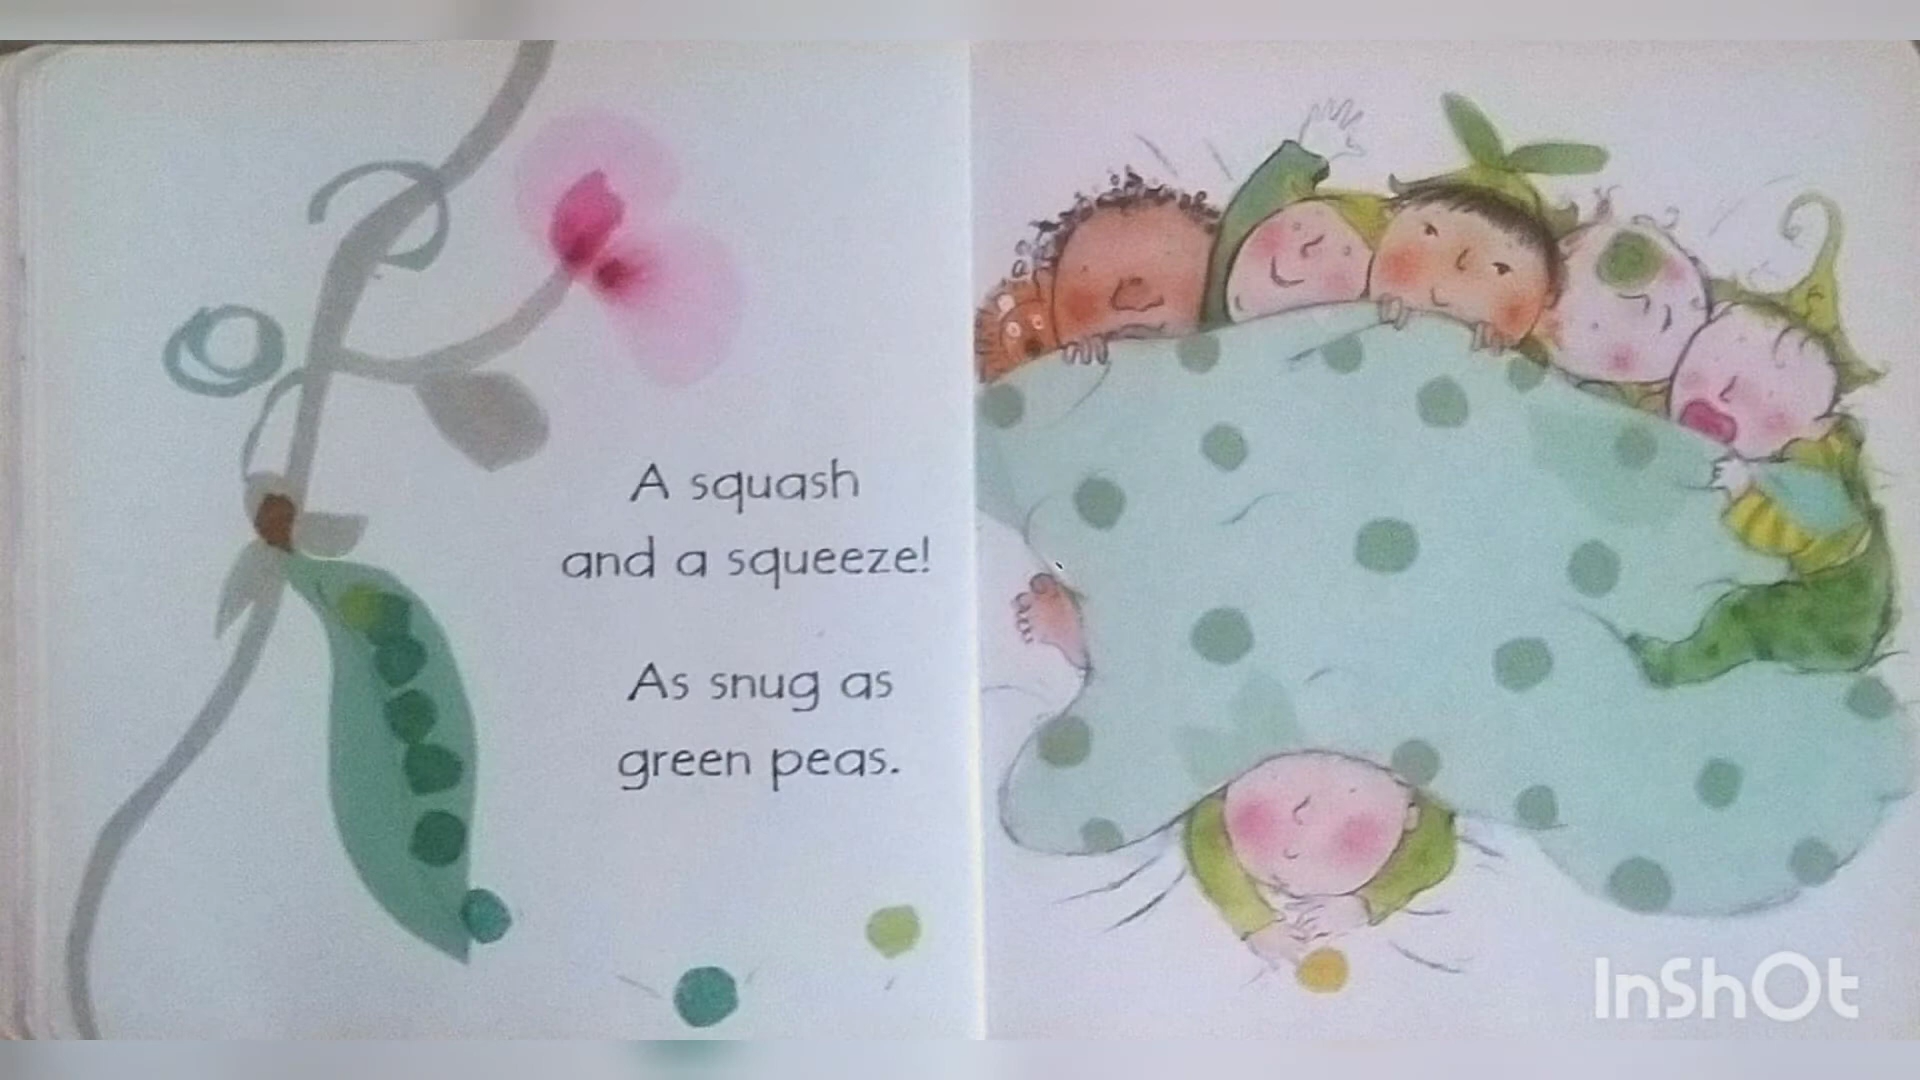 A squash
and a squeeze!
As snug as
green peas.
InShOt